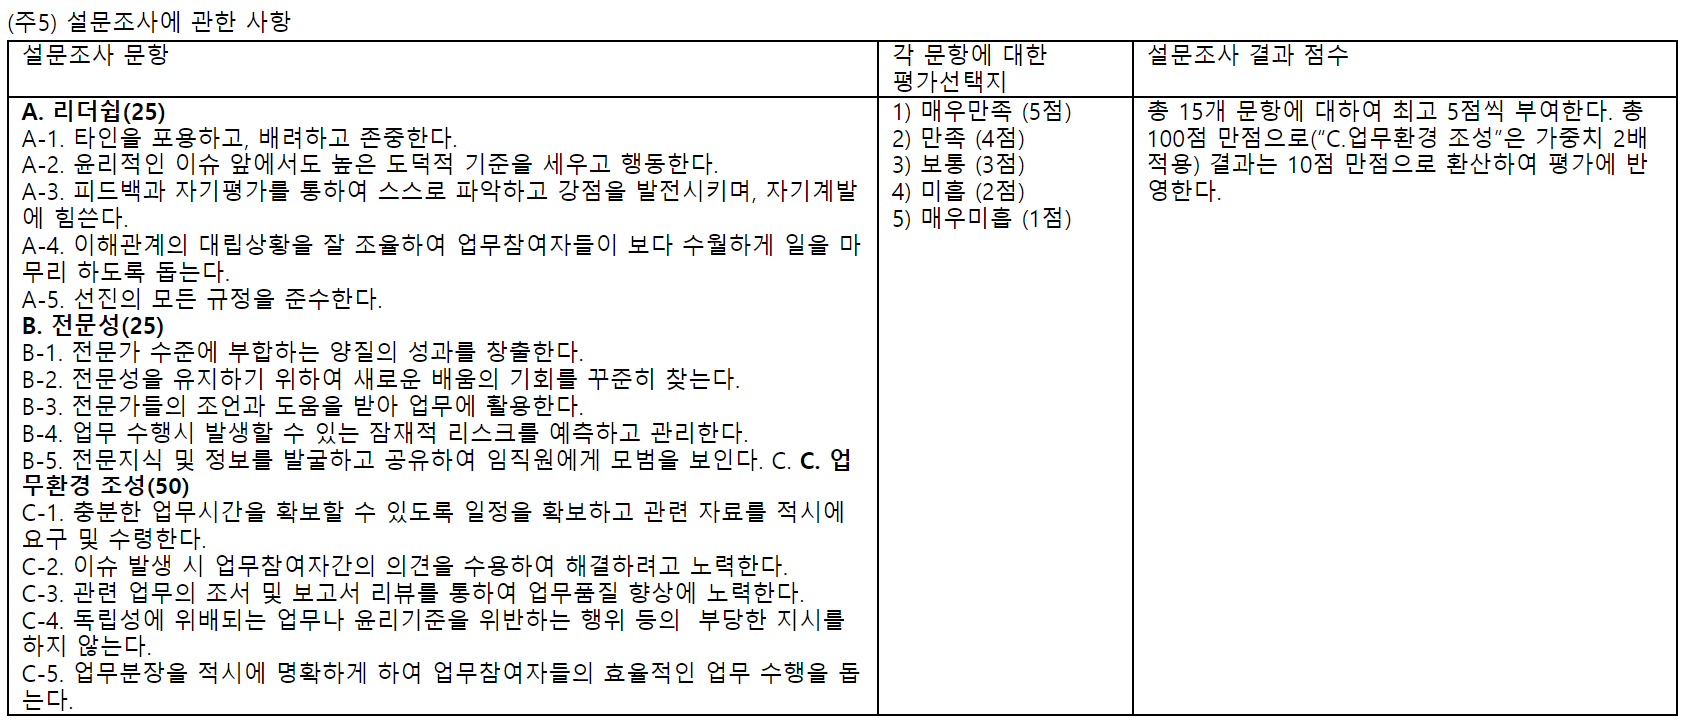 (주5) 설문조사에 관한 사항
설문조사 문항
각 문항에 대한
평가선택지
설문조사 결과 점수
A. 리더쉽(25)
A-1. 타인을 포용하고, 배려하고 존중한다.
A-2. 윤리적인 이슈 앞에서도 높은 도덕적 기준을 세우고 행동한다.
A-3. 피드백과 자기평가를 통하여 스스로 파악하고 강점을 발전시키며, 자기계발
에 힘쓴다.
A-4. 이해관계의 대립상황을 잘 조율하여 업무참여자들이 보다 수월하게 일을 마
무리 하도록 돕는다.
A-5. 선진의 모든 규정을 준수한다.
B. 전문성(25)
B-1. 전문가 수준에 부합하는 양질의 성과를 창출한다.
B-2. 전문성을 유지하기 위하여 새로운 배움의 기회를 꾸준히 찾는다.
B-3. 전문가들의 조언과 도움을 받아 업무에 활용한다.
B-4. 업무 수행시 발생할 수 있는 잠재적 리스크를 예측하고 관리한다.
B-5. 전문지식 및 정보를 발굴하고 공유하여 임직원에게 모범을 보인다. C. C. 업
무환경 조성(50)
C-1. 충분한 업무시간을 확보할 수 있도록 일정을 확보하고 관련 자료를 적시에
요구 및 수령한다.
C-2. 이슈 발생 시 업무참여자간의 의견을 수용하여 해결하려고 노력한다.
C-3. 관련 업무의 조서 및 보고서 리뷰를 통하여 업무품질 향상에 노력한다.
C-4. 독립성에 위배되는 업무나 윤리기준을 위반하는 행위 등의  부당한 지시를
하지 않는다.
C-5. 업무분장을 적시에 명확하게 하여 업무참여자들의 효율적인 업무 수행을 돕
는다.
1) 매우만족 (5점)
2) 만족 (4점)
3) 보통 (3점)
4) 미흡 (2점)
5) 매우미흡 (1점)
총 15개 문항에 대하여 최고 5점씩 부여한다. 총
100점 만점으로(“C.업무환경 조성”은 가중치 2배
적용) 결과는 10점 만점으로 환산하여 평가에 반
영한다.